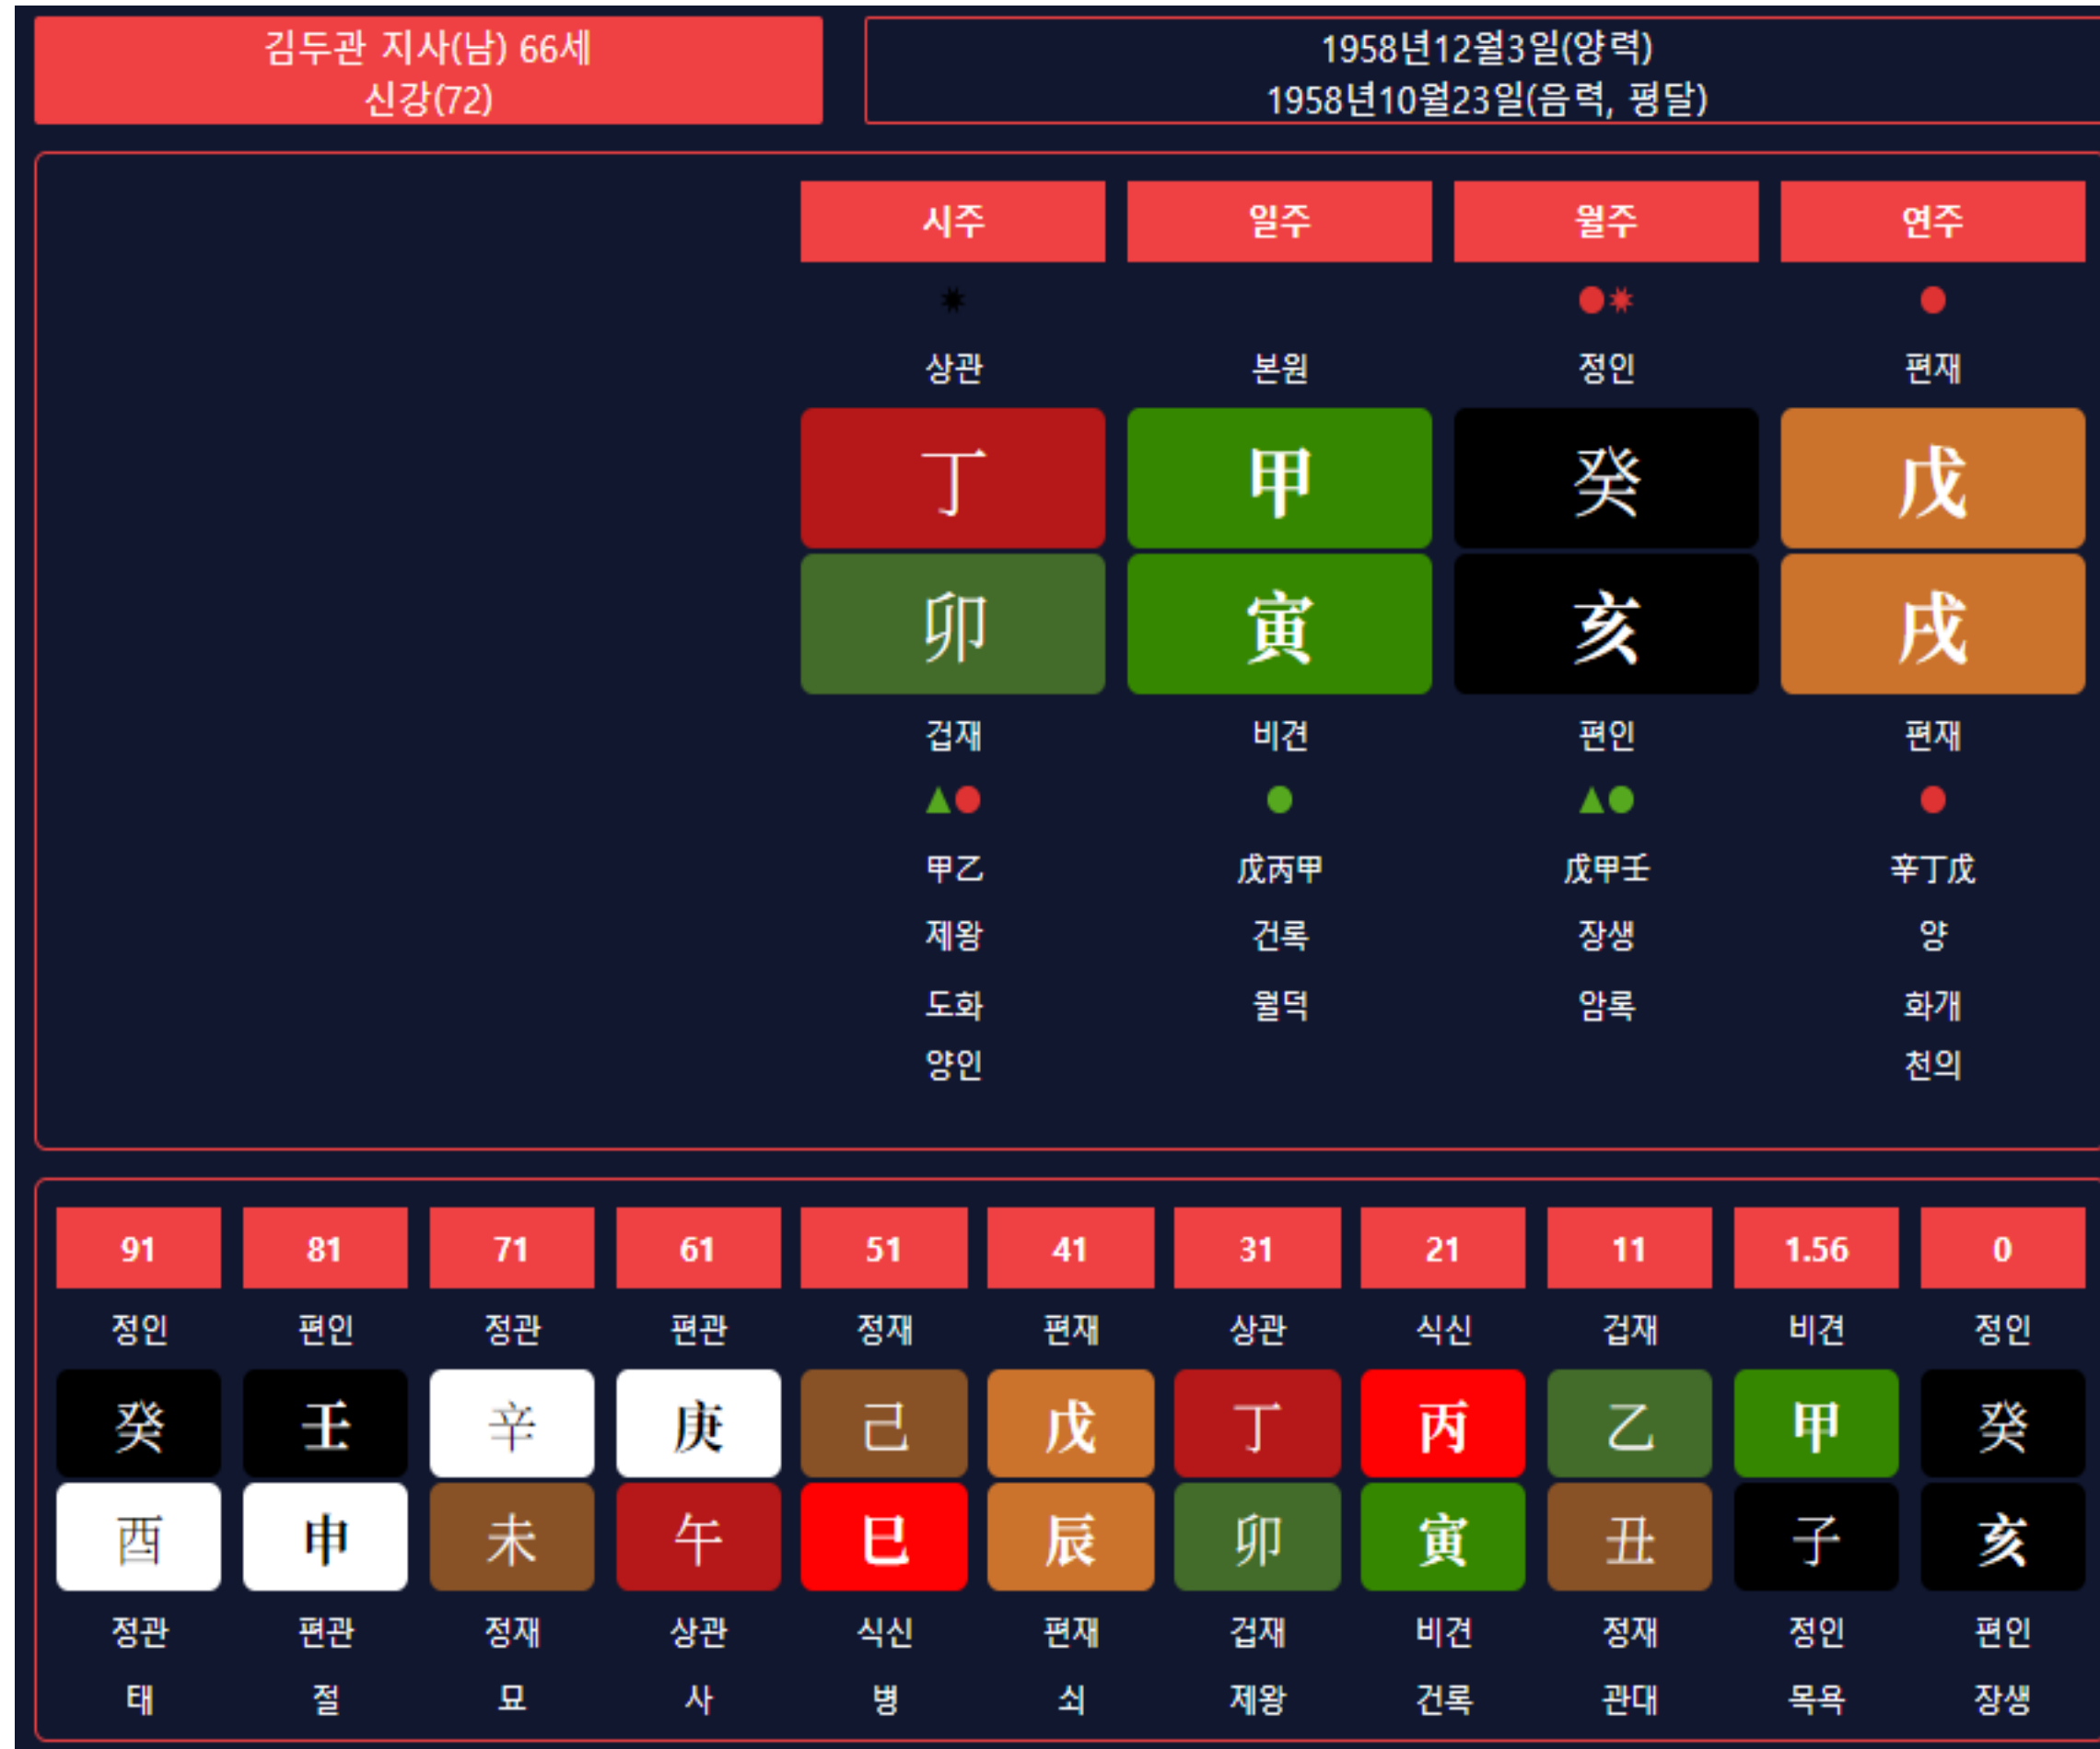 김두관 지사(남) 66세
신강(72)
1958년12월3일(양력)
1958년10월23일(음력, 평달)
시주 일주 월주 연주
상관 본원 정인 편재
丁 甲 癸 戊
卯 寅 亥 戌
겁재 비견 편인 편재
甲乙 戊丙甲 戊甲壬 辛丁戊
제왕 건록 장생 양
도화 월덕 암록 화개
양인 천의
91 81 71 61 51 41 31 21 11 1.56 0
정인 편인 정관 편관 정재 편재 상관 식신 겁재 비견 정인
癸 壬 辛 庚 己 戊 丁 丙 乙 甲 癸
酉 申 未 午 巳 辰 卯 寅 丑 子 亥
정관 편관 정재 상관 식신 편재 겁재 비견 정재 정인 편인
태 절 묘 사 병 쇠 제왕 건록 관대 목욕 장생